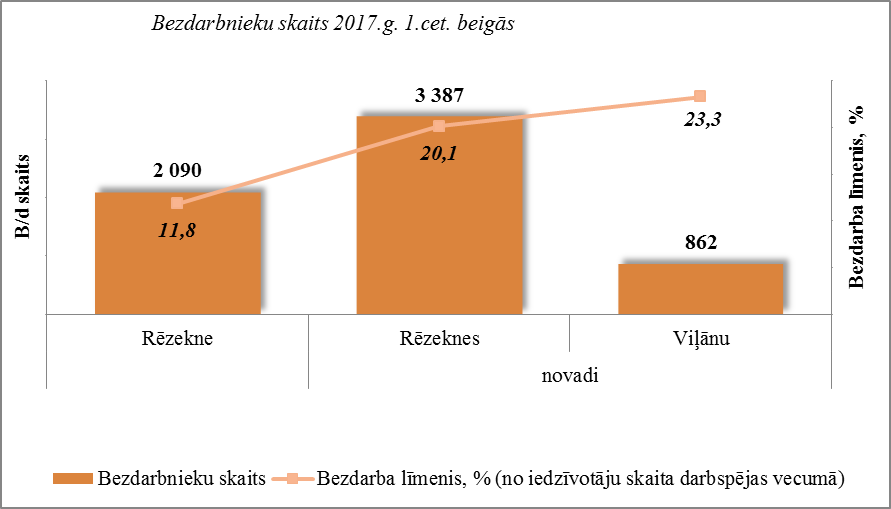 Bezdarbnieku skaits 2017.g. 1.cet. beigās
B/d skaits
2 090
3 387
862
11,8
20,1
23,3
Bezdarba līmenis, %
Rēzekne
Rēzeknes
Viļānu
novadi
Bezdarbnieku skaits
Bezdarba līmenis, % (no iedzīvotāju skaita darbspējas vecumā)